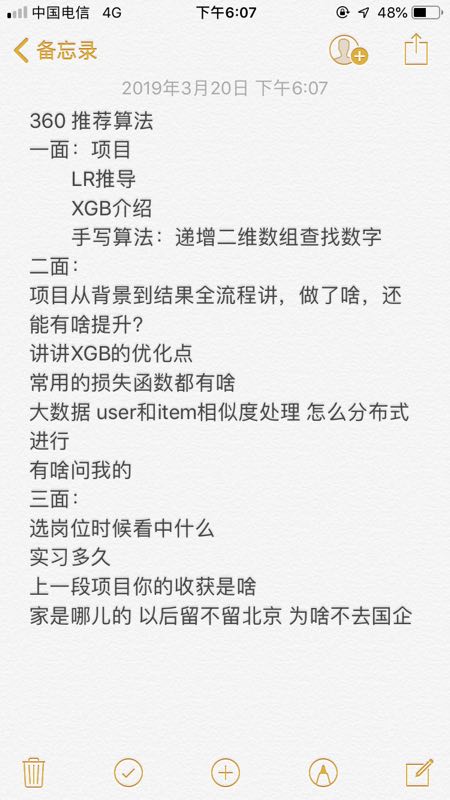 中国电信 4G 下午6:07 48%
备忘录
2019年3月20日 下午6:07
360 推荐算法
一面：项目
LR推导
XGB介绍
手写算法：递增二维数组查找数字
二面：
项目从背景到结果全流程讲，做了啥，还
能有啥提升?
讲讲XGB的优化点
常用的损失函数都有啥
大数据 user和item相似度处理 怎么分布式
进行
有啥问我的
三面：
选岗位时候看中什么
实习多久
上一段项目你的收获是啥
家是哪儿的 以后留不留北京 为啥不去国企